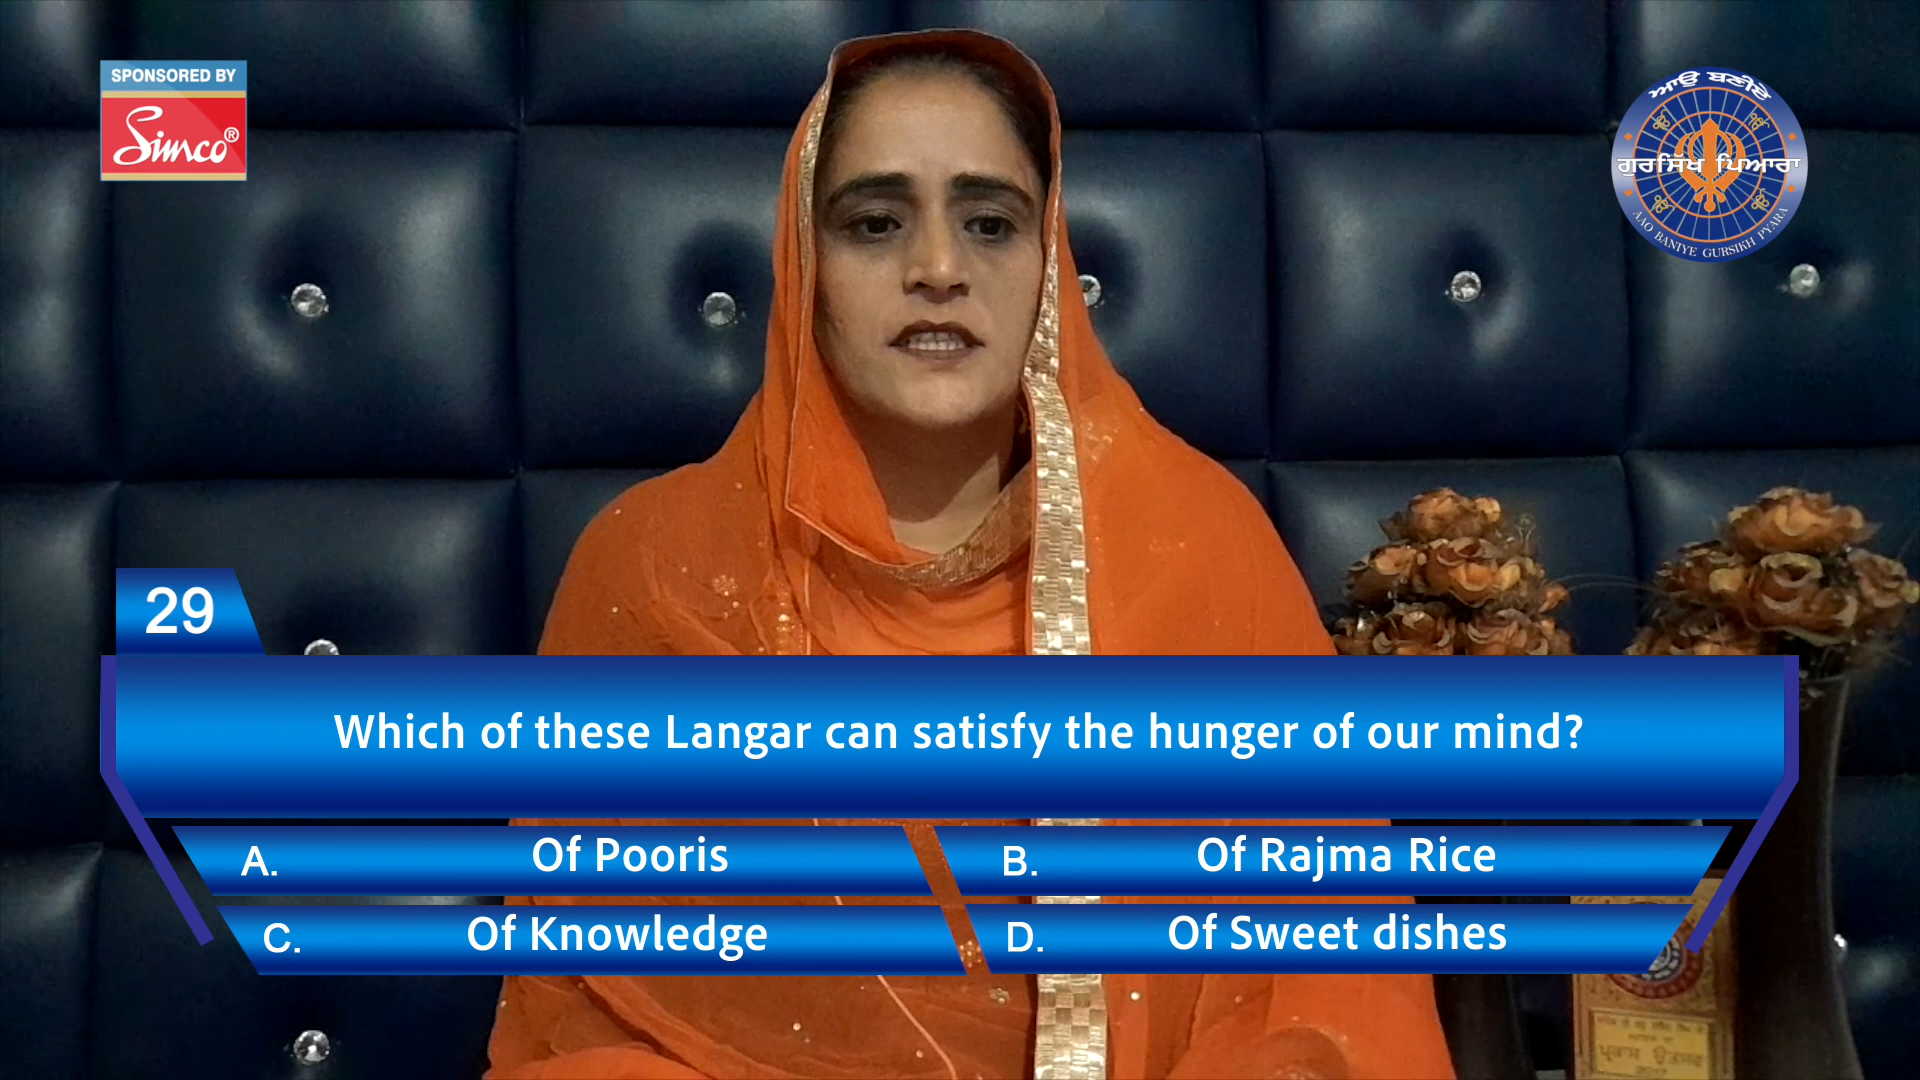 SPONSORED BY
Simco®
ਆਉ ਬਣੀਏ
ਗੁਰਸਿੱਖ ਪਿਆਰਾ
AAO BANIYE GURSIKH PYARA
29
Which of these Langar can satisfy the hunger of our mind?
A. Of Pooris
B. Of Rajma Rice
C. Of Knowledge
D. Of Sweet dishes